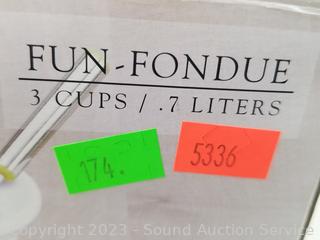 FUN-FONDUE
3 CUPS / .7 LITERS
174.
5336
Copyright 2023 - Sound Auction Service